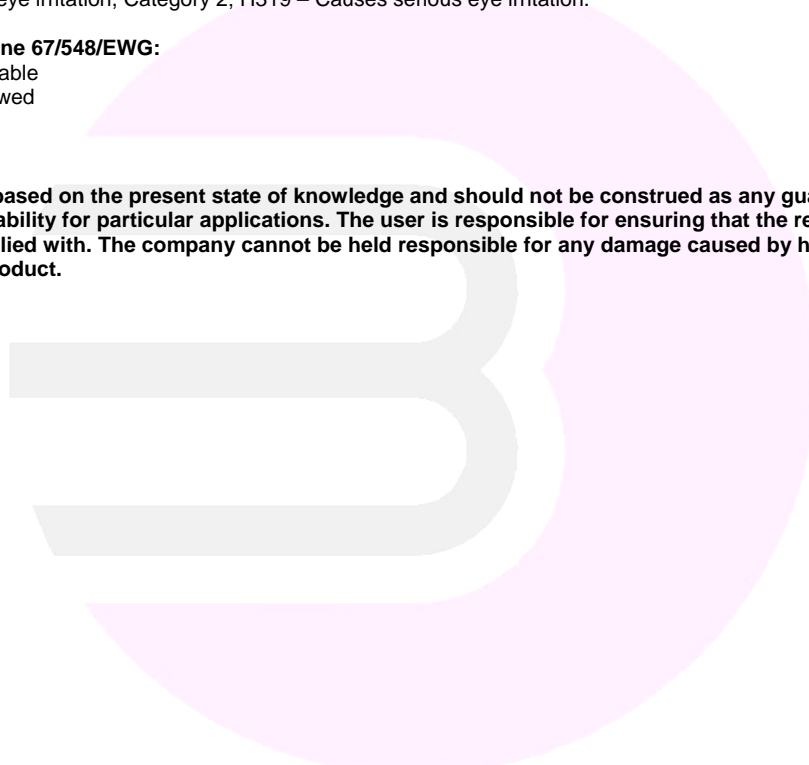 eye irritation, Category 2, H319 – Causes serious eye irritation.
ne 67/548/EWG:
able
wed
based on the present state of knowledge and should not be construed as any gua
ability for particular applications. The user is responsible for ensuring that the re
lied with. The company cannot be held responsible for any damage caused by h
oduct.